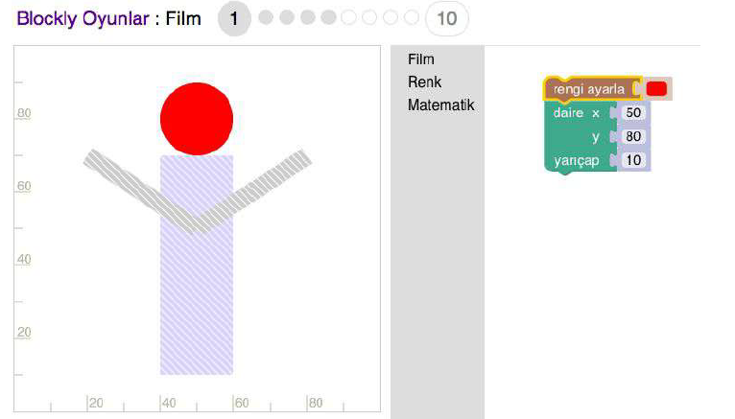 Blockly Oyunlar : Film 1 10
Film
Renk
Matematik
rengi ayarla
daire x 50
y 80
yarıçap 10
80
60
40
20
20 40 60 80